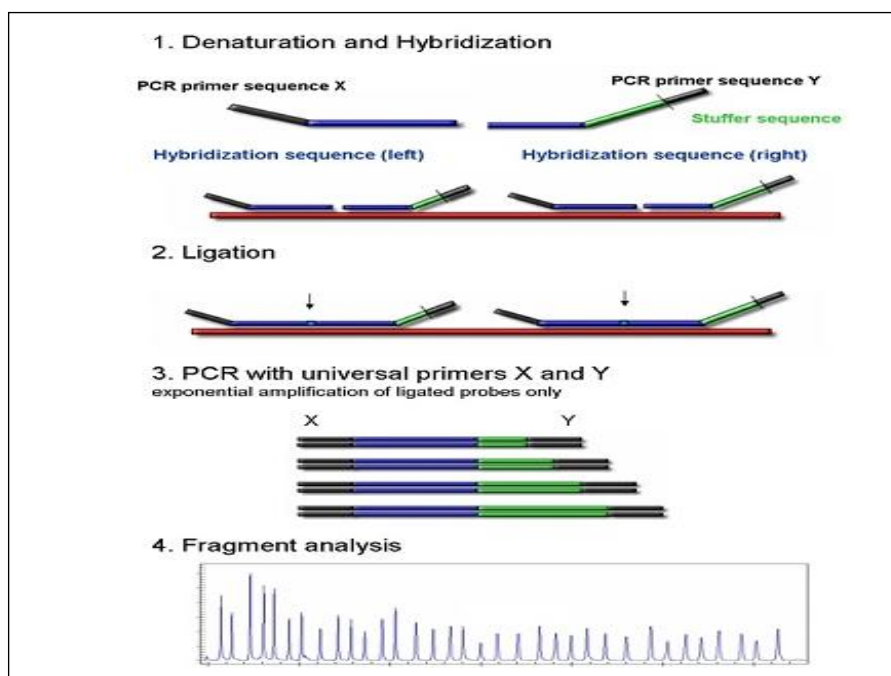 1. Denaturation and Hybridization
PCR primer sequence X
PCR primer sequence Y
Stuffer sequence
Hybridization sequence (left)
Hybridization sequence (right)
2. Ligation
3. PCR with universal primers X and Y
exponential amplification of ligated probes only
X Y
4. Fragment analysis